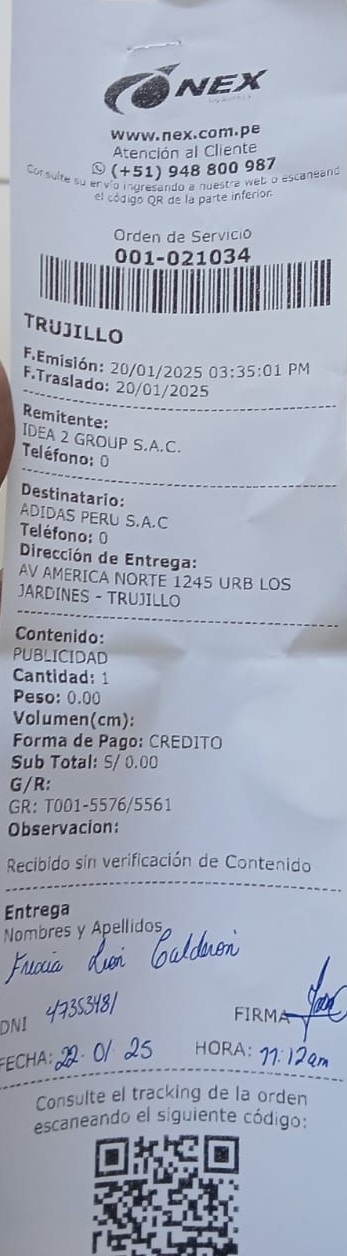 NEX
www.nex.com.pe
Atención al Cliente
(+51) 948 800 987
Consulte su envío ingresando a nuestra web o escaneand
el código QR de la parte inferior.
Orden de Servicio
001-021034
TRUJILLO
F.Emisión: 20/01/2025 03:35:01 PM
F.Traslado: 20/01/2025
Remitente:
IDEA 2 GROUP S.A.C.
Teléfono: 0
Destinatario:
ADIDAS PERU S.A.C
Teléfono: 0
Dirección de Entrega:
AV AMERICA NORTE 1245 URB LOS
JARDINES - TRUJILLO
Contenido:
PUBLICIDAD
Cantidad: 1
Peso: 0.00
Volumen(cm):
Forma de Pago: CREDITO
Sub Total: S/ 0.00
G/R:
GR: T001-5576/5561
Observacion:
Recibido sin verificación de Contenido
Entrega
Nombres y Apellidos
Calderon
DNI 47353481 FIRMA
FECHA: 22. 01. 25 HORA: 11:12am
Consulte el tracking de la orden
escaneando el siguiente código: